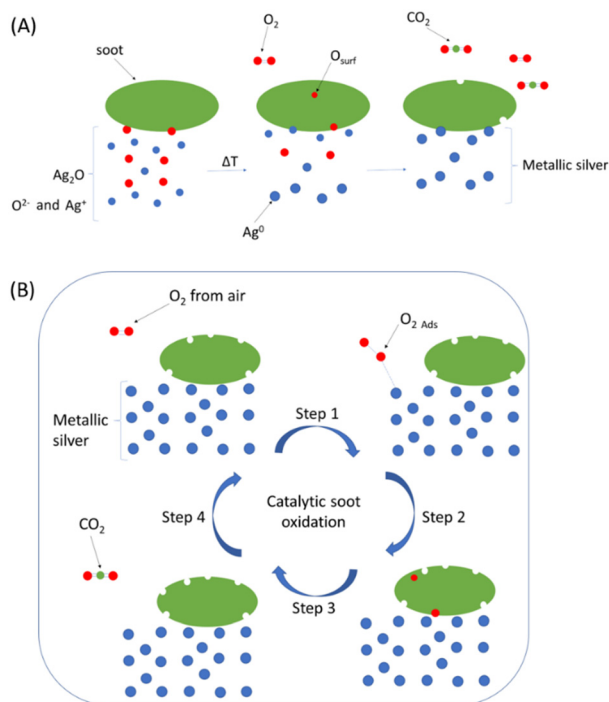 (A)
soot
O₂
O_surf
CO₂
Ag₂O
O²⁻ and Ag⁺
ΔT
Ag⁰
Metallic silver
(B)
O₂ from air
O₂ Ads
Metallic
silver
Step 1
Step 4
Catalytic soot
oxidation
Step 2
CO₂
Step 3